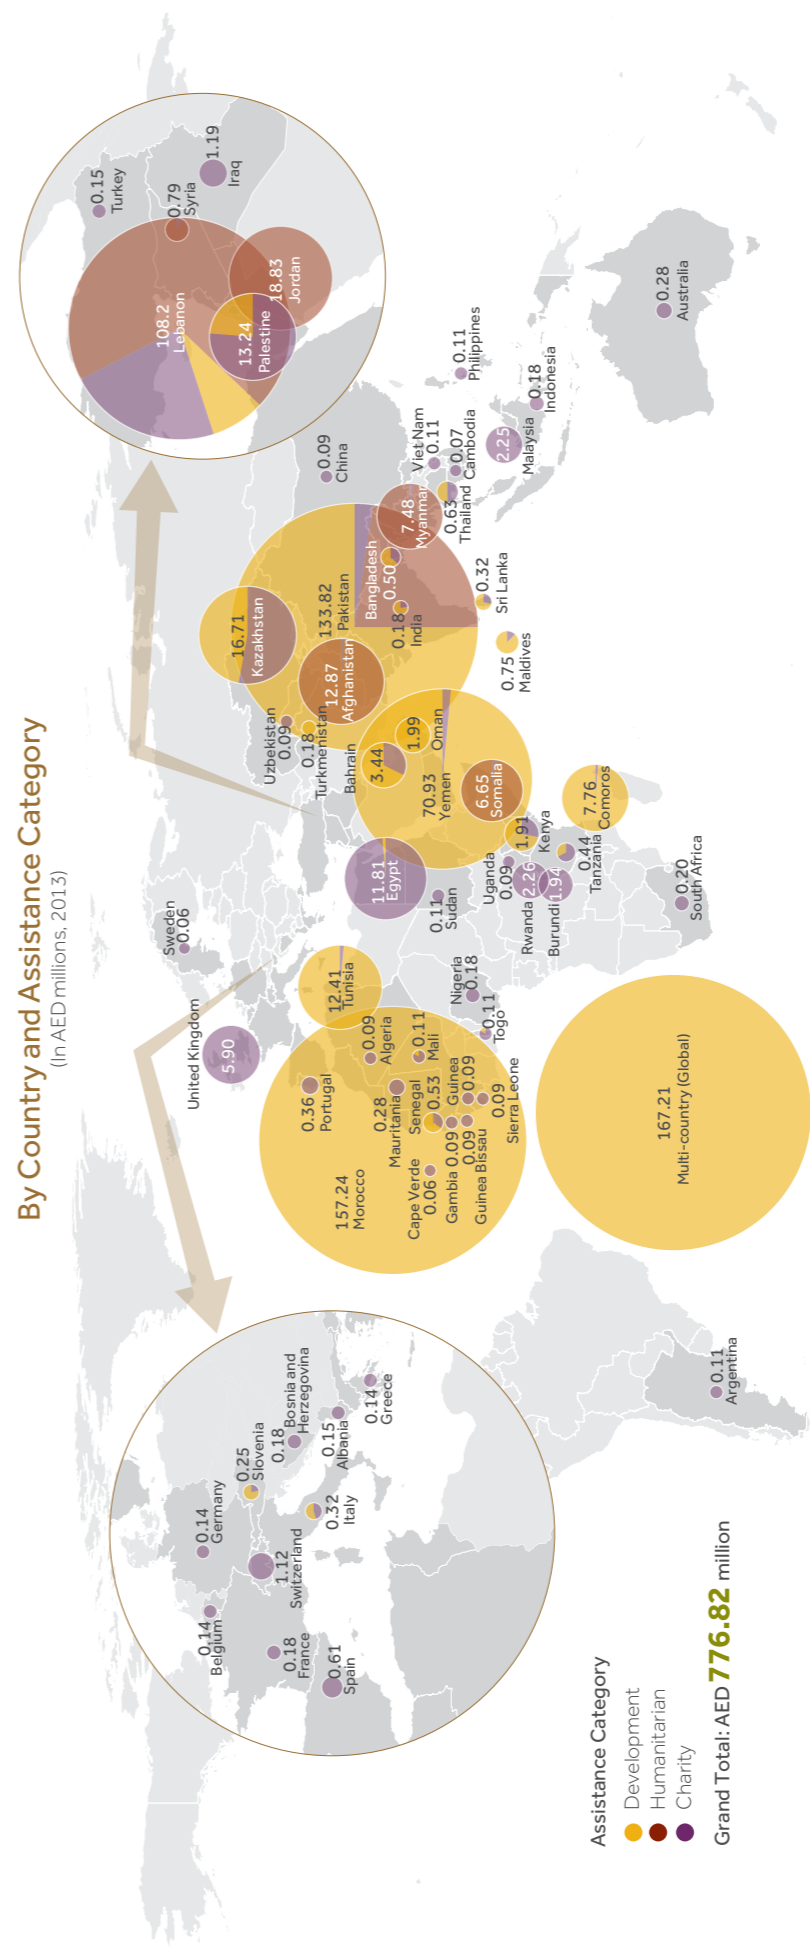 By Country and Assistance Category
(In AED millions, 2013)
0.15
Turkey
1.19
Iraq
0.79
Syria
108.2
Lebanon
18.83
Jordan
13.24
Palestine
Sweden
0.06
United Kingdom
5.90
0.14
Germany
0.14
Belgium
0.25
Slovenia
0.18
Bosnia and
Herzegovina
1.12
Switzerland
0.18
France
0.32
Italy
0.15
Albania
0.14
Greece
0.61
Spain
0.36
Portugal
157.24
Morocco
0.09
Algeria
12.41
Tunisia
0.28
Mauritania
0.11
Mali
Senegal
0.53
Cape Verde
0.06
Gambia 0.09
Guinea
0.09
0.09
Guinea Bissau
0.09
Sierra Leone
Nigeria
0.18
0.11
Togo
11.81
Egypt
0.11
Sudan
Uganda
0.09
Rwanda
2.26
Burundi
1.94
1.91
Kenya
0.44
Tanzania
6.65
Somalia
7.76
Comoros
0.20
South Africa
70.93
Yemen
1.99
Oman
Bahrain
3.44
Uzbekistan
0.09
0.18
Turkmenistan
16.71
Kazakhstan
133.82
Pakistan
12.87
Afghanistan
Bangladesh
0.50
0.18
India
0.75
Maldives
0.32
Sri Lanka
0.09
China
7.48
Myanmar
Viet Nam
0.11
0.63
Thailand
0.07
Cambodia
0.11
Philippines
2.25
Malaysia
0.18
Indonesia
0.28
Australia
167.21
Multi-country (Global)
0.11
Argentina
Assistance Category
Development
Humanitarian
Charity
Grand Total: AED 776.82 million